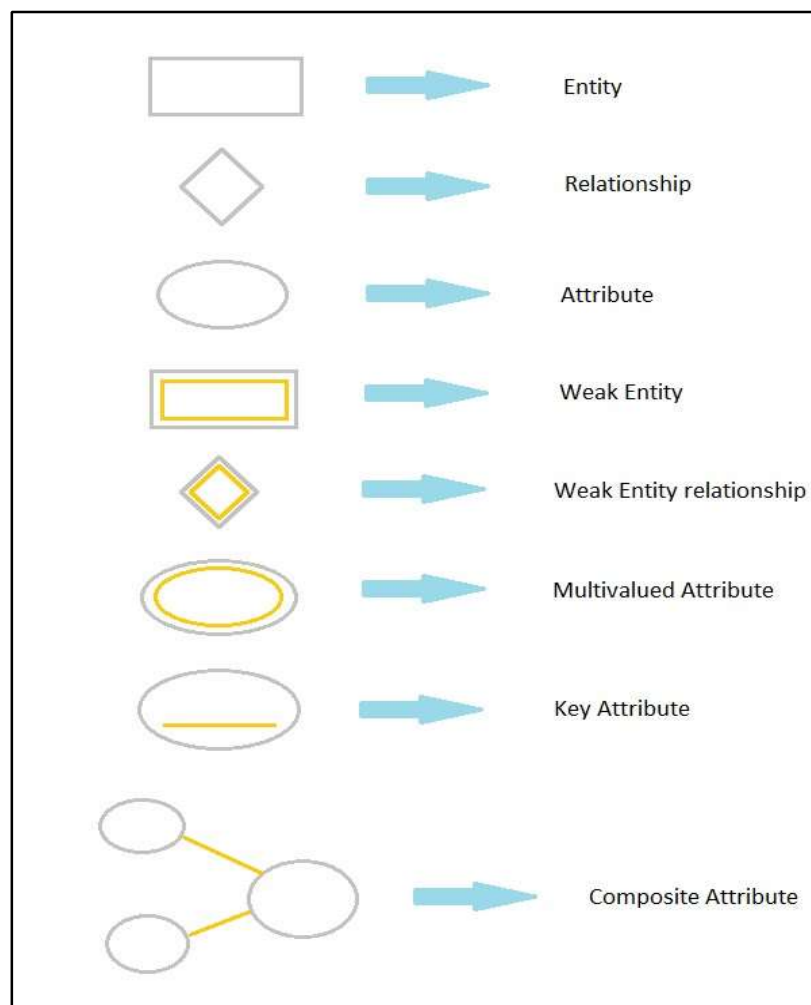 Entity
Relationship
Attribute
Weak Entity
Weak Entity relationship
Multivalued Attribute
Key Attribute
Composite Attribute